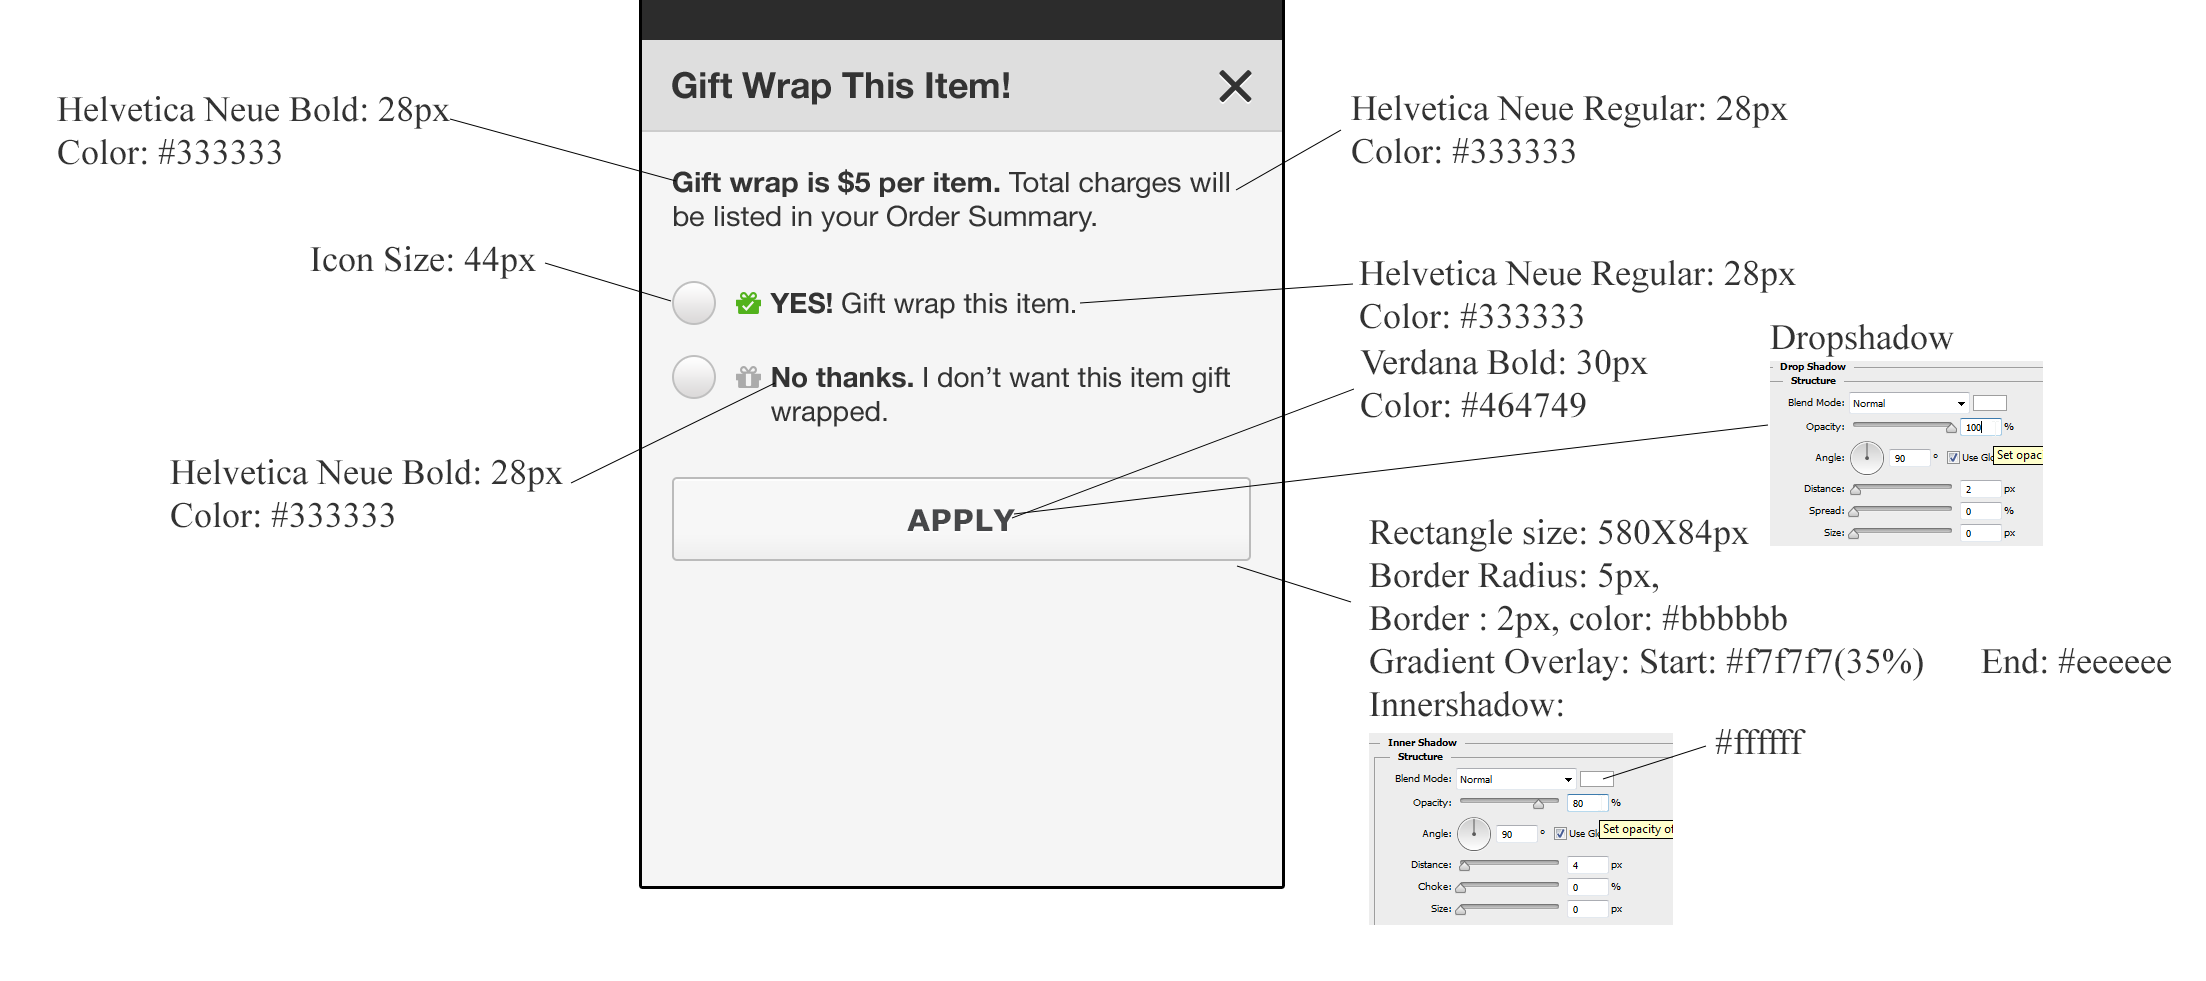 Gift Wrap This Item!
Helvetica Neue Bold: 28px
Color: #333333
Helvetica Neue Regular: 28px
Color: #333333
Gift wrap is $5 per item. Total charges will
be listed in your Order Summary.
Icon Size: 44px
YES! Gift wrap this item.
Helvetica Neue Regular: 28px
Color: #333333
Verdana Bold: 30px
Color: #464749
No thanks. I don’t want this item gift
wrapped.
Helvetica Neue Bold: 28px
Color: #333333
APPLY
Dropshadow
Drop Shadow
Structure
Blend Mode: Normal
Opacity: 100 %
Angle: 90 ° Use Glo
Set opac
Distance: 2 px
Spread: 0 %
Size: 0 px
Rectangle size: 580X84px
Border Radius: 5px,
Border : 2px, color: #bbbbbb
Gradient Overlay: Start: #f7f7f7(35%) End: #eeeeee
Innershadow:
#ffffff
Inner Shadow
Structure
Blend Mode: Normal
Opacity: 80 %
Angle: 90 ° Use Gl
Set opacity of
Distance: 4 px
Choke: 0 %
Size: 0 px